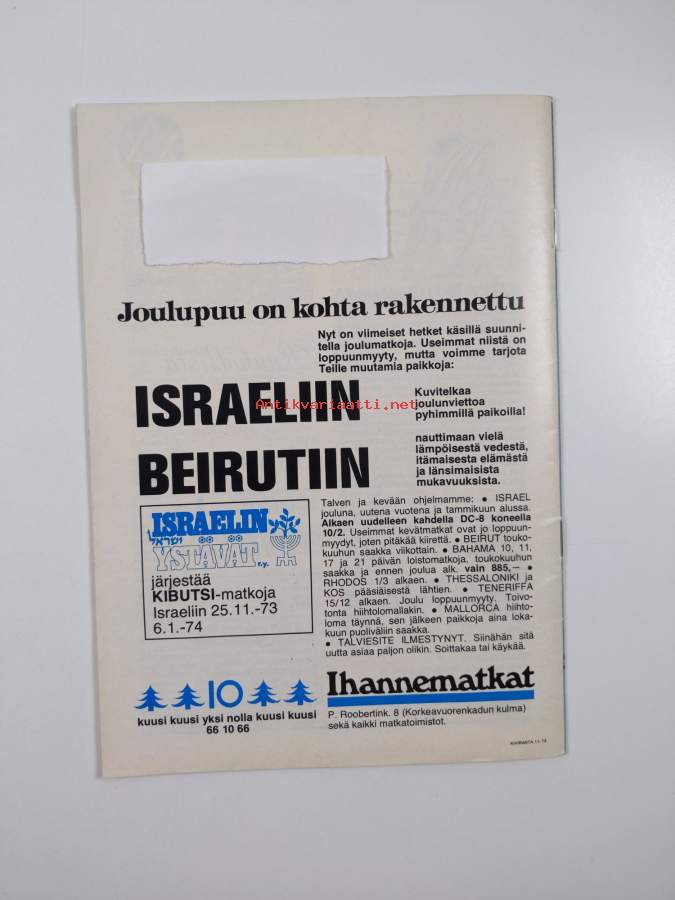 Joulupuu on kohta rakennettu
Nyt on viimeiset hetket käsillä suunni-
tella joulumatkoja. Useimmat niistä on
loppuunmyyty, mutta voimme tarjota
Teille muutamia paikkoja:
ISRAELIIN
Kuvitelkaa
joulunviettoa
pyhimmillä paikoilla!
Antikvariaatti.net
BEIRUTIIN
nauttimaan vielä
lämpöisestä vedestä,
itämaisesta elämästä
ja länsimaisista
mukavuuksista.
ISRAELIN
ישראל
YSTÄVÄT r.y.
järjestää
KIBUTSI-matkoja
Israeliin 25.11.-73
6.1.-74
Talven ja kevään ohjelmamme: ● ISRAEL
jouluna, uutena vuotena ja tammikuun alussa.
Alkaen uudelleen kahdella DC-8 koneella
10/2. Useimmat kevätmatkat ovat jo loppuun-
myydyt, joten pitäkää kiirettä. ● BEIRUT touko-
kuuhun saakka viikottain. ● BAHAMA 10, 11,
17 ja 21 päivän loistomatkoja, toukokuuhun
saakka ja ennen joulua alk. vain 885,— ●
RHODOS 1/3 alkaen. ● THESSALONIKI ja
KOS pääsiäisestä lähtien. ● TENERIFFA
15/12 alkaen. Joulu loppuunmyyty. Toivo-
tonta hiihtolomallakin. ● MALLORCA hiihto-
loma täynnä, sen jälkeen paikkoja aina loka-
kuun puoliväliin saakka.
● TALVIESITE ILMESTYNYT. Siinähän sitä
uutta asiaa paljon olikin. Soittakaa tai käykää.
10
kuusi kuusi yksi nolla kuusi kuusi
66 10 66
Ihannematkat
P. Roobertink. 8 (Korkeavuorenkadun kulma)
sekä kaikki matkatoimistot.